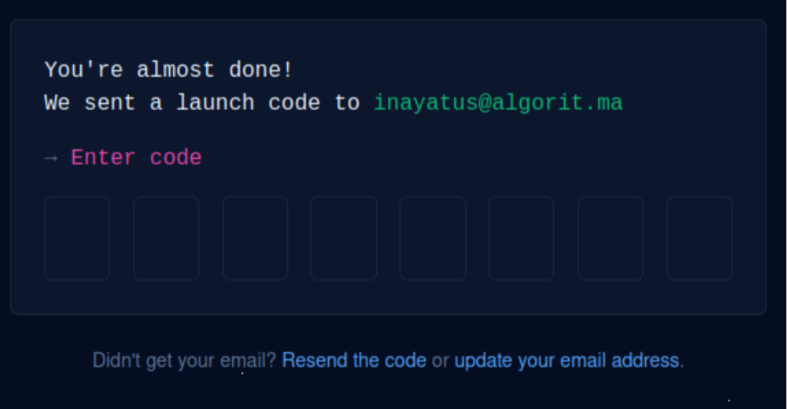 You're almost done!
We sent a launch code to inayatus@algorit.ma
→ Enter code
Didn't get your email? Resend the code or update your email address.